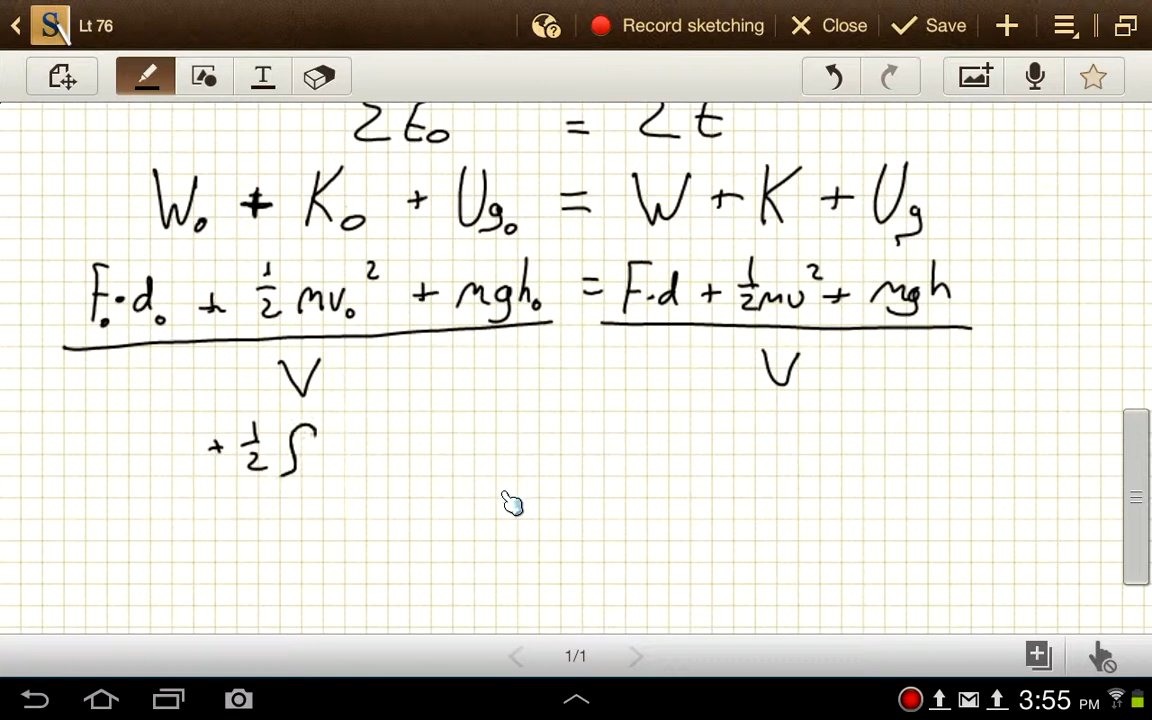 S Lt 76 Record sketching Close Save
T
ΣE₀ = ΣE
W₀ + K₀ + Ug₀ = W + K + Ug
F₀·d₀ + ½mv₀² + mgh₀ = F·d + ½mv² + mgh
V V
+ ½ ρ
1/1
3:55 PM